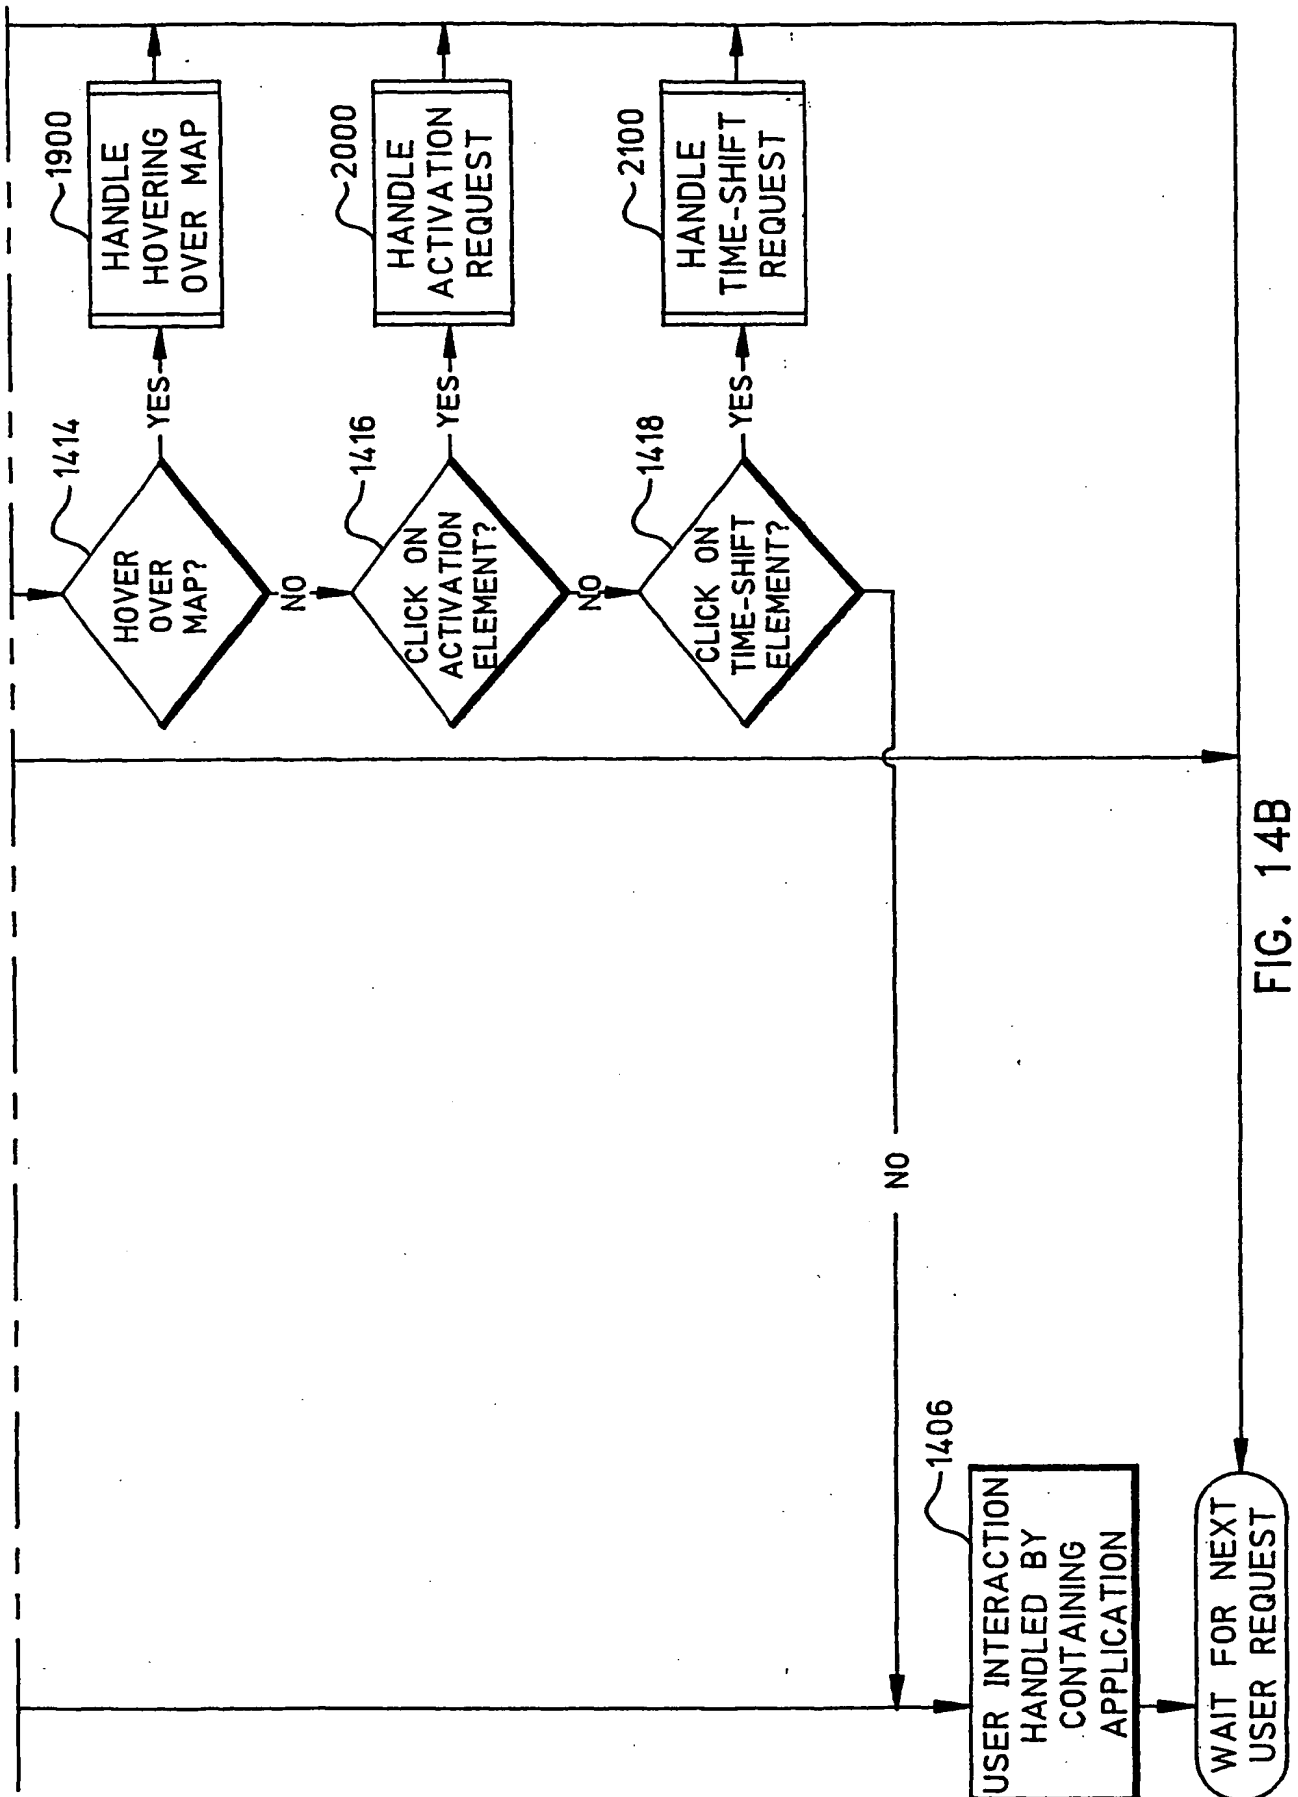 1414
HOVER
OVER
MAP?
YES
1900
HANDLE
HOVERING
OVER MAP
NO
1416
CLICK ON
ACTIVATION
ELEMENT?
YES
2000
HANDLE
ACTIVATION
REQUEST
NO
1418
CLICK ON
TIME-SHIFT
ELEMENT?
YES
2100
HANDLE
TIME-SHIFT
REQUEST
NO
1406
USER INTERACTION
HANDLED BY
CONTAINING
APPLICATION
WAIT FOR NEXT
USER REQUEST
FIG. 14B